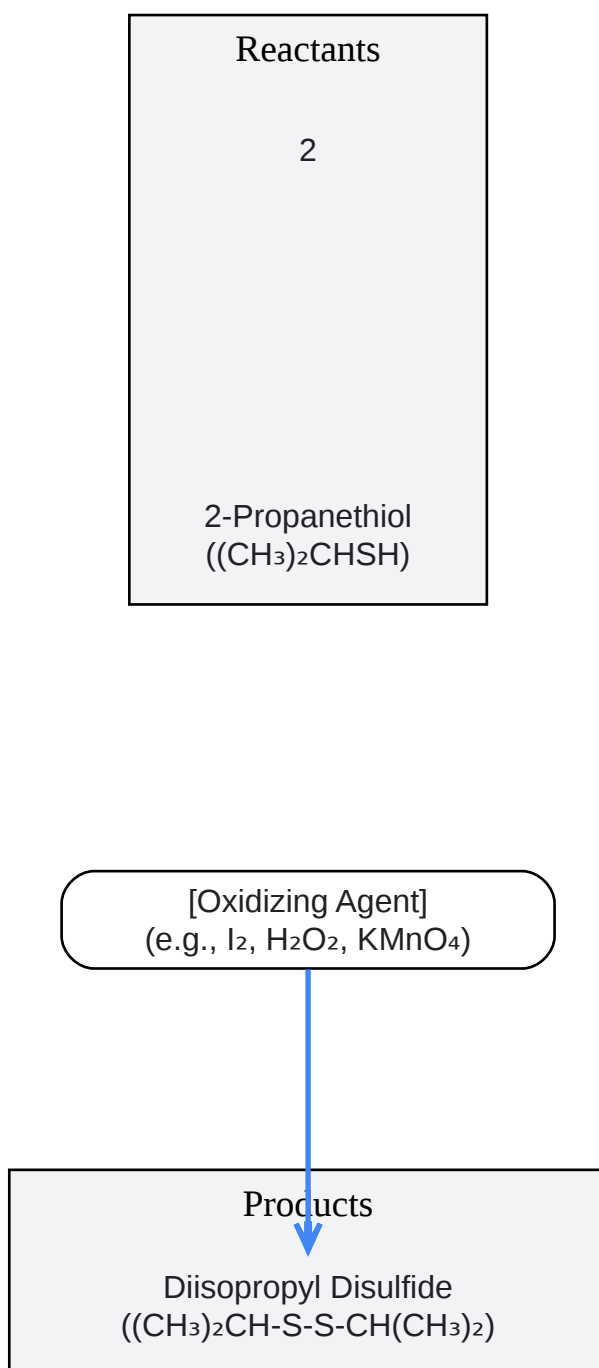 Reactants
2
2-Propanethiol
((CH₃)₂CHSH)
[Oxidizing Agent]
(e.g., I₂, H₂O₂, KMnO₄)
Products
Diisopropyl Disulfide
((CH₃)₂CH-S-S-CH(CH₃)₂)